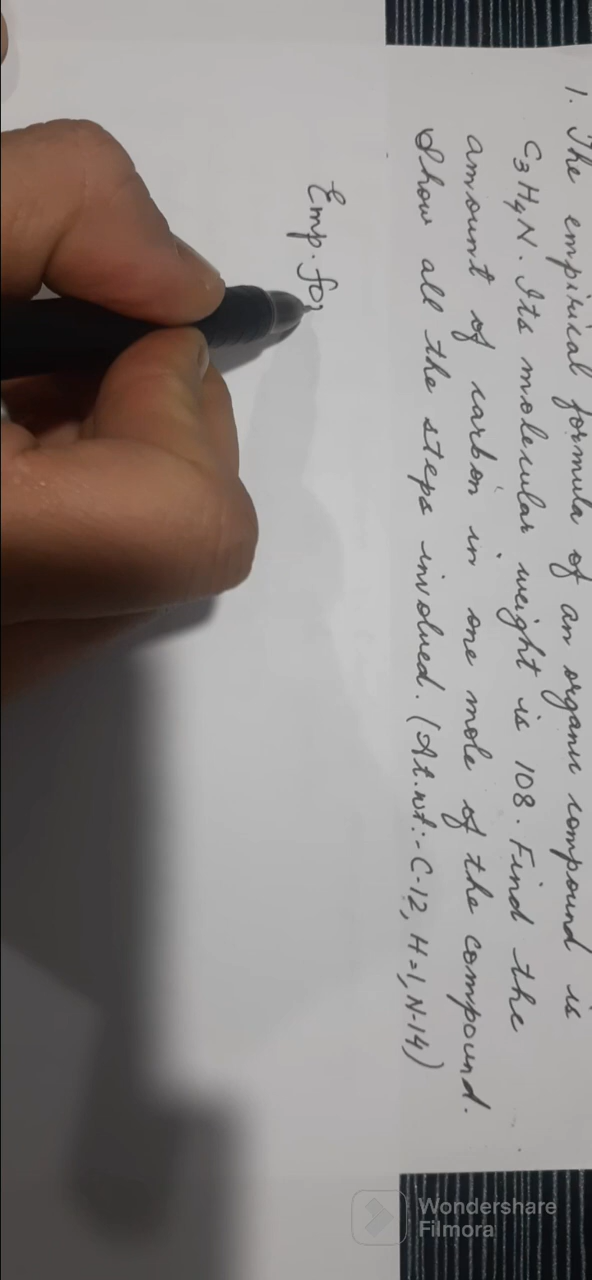 1. The empirical formula of an organic compound is
C3H4N. Its molecular weight is 108. Find the
amount of carbon in one mole of the compound.
Show all the steps involved. (At.wt:- C-12, H=1, N-14)
Emp. for
Wondershare
Filmora